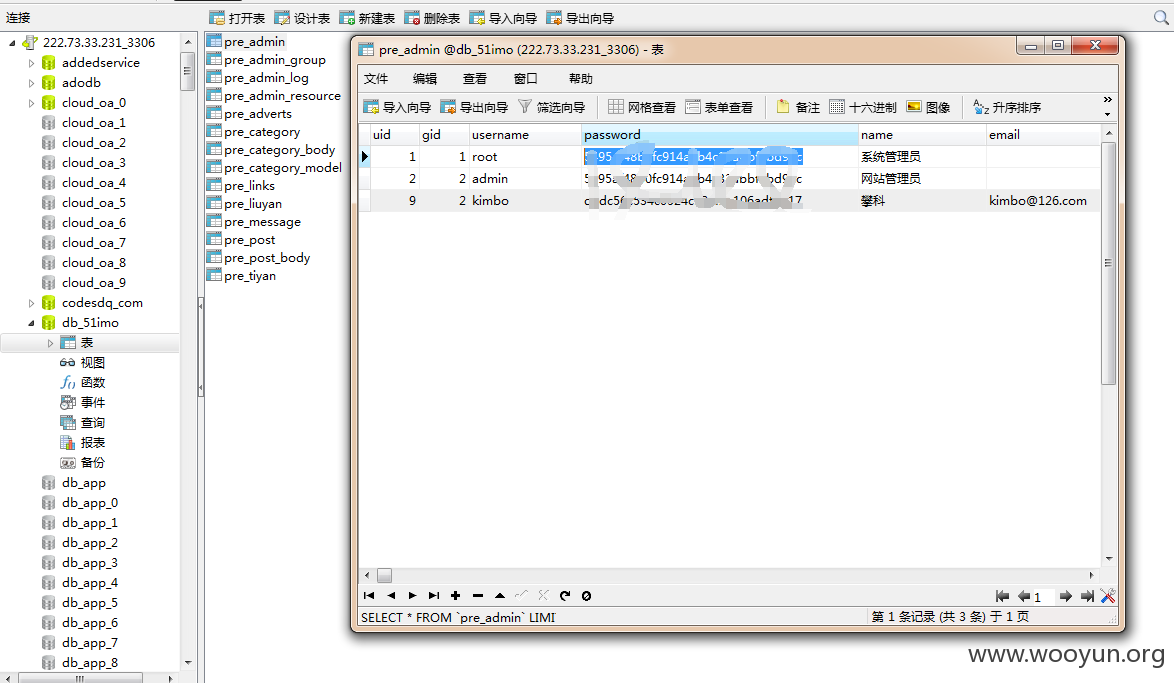 连接
打开表 设计表 新建表 删除表 导入向导 导出向导
222.73.33.231_3306
addedservice
adodb
cloud_oa_0
cloud_oa_1
cloud_oa_2
cloud_oa_3
cloud_oa_4
cloud_oa_5
cloud_oa_6
cloud_oa_7
cloud_oa_8
cloud_oa_9
codesdq_com
db_51imo
表
视图
函数
事件
查询
报表
备份
db_app
db_app_0
db_app_1
db_app_2
db_app_3
db_app_4
db_app_5
db_app_6
db_app_7
db_app_8
pre_admin
pre_admin_group
pre_admin_log
pre_admin_resource
pre_adverts
pre_category
pre_category_body
pre_category_model
pre_links
pre_liuyan
pre_message
pre_post
pre_post_body
pre_tiyan
pre_admin @db_51imo (222.73.33.231_3306) - 表
文件 编辑 查看 窗口 帮助
导入向导 导出向导 筛选向导 网格查看 表单查看 备注 十六进制 图像 升序排序
uid gid username password name email
1 1 root 系统管理员
2 2 admin 网站管理员
9 2 kimbo 攀科 kimbo@126.com
1
SELECT * FROM `pre_admin` LIMI
第 1 条记录 (共 3 条) 于 1 页
www.wooyun.org